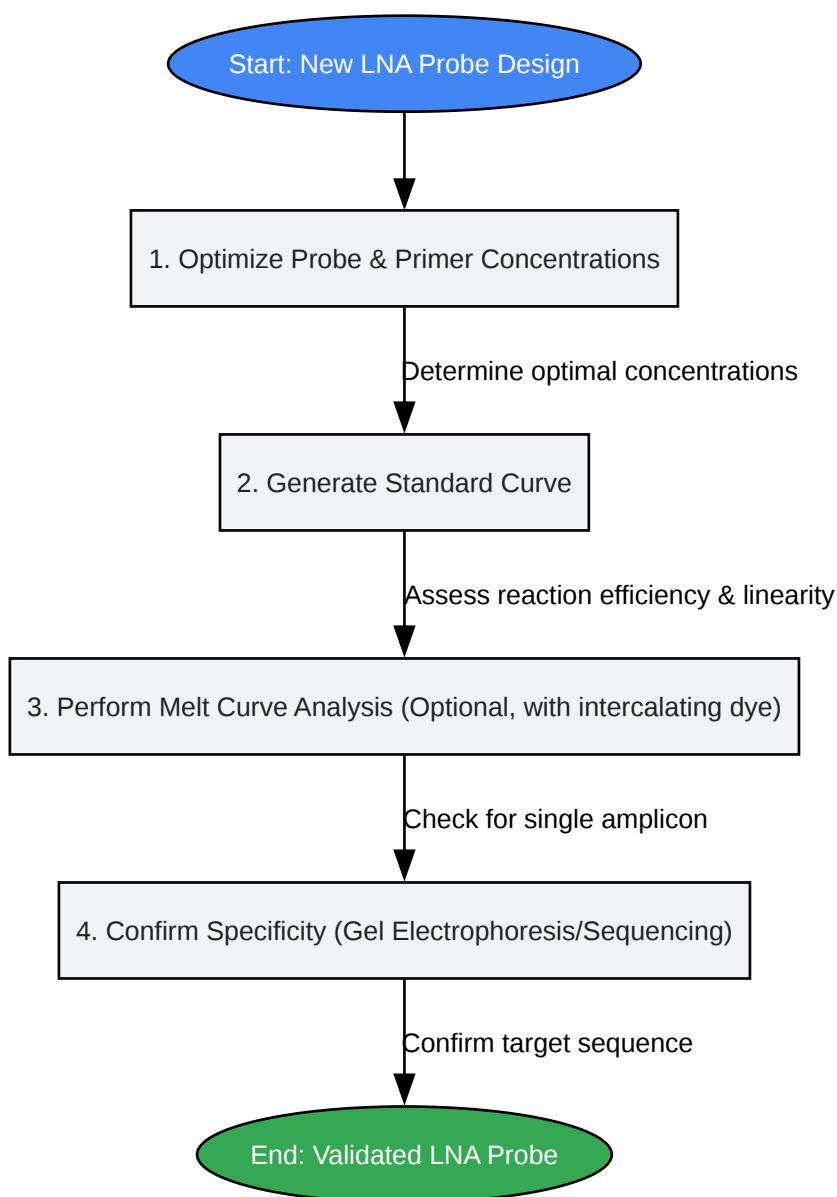 Start: New LNA Probe Design
1. Optimize Probe & Primer Concentrations
Determine optimal concentrations
2. Generate Standard Curve
Assess reaction efficiency & linearity
3. Perform Melt Curve Analysis (Optional, with intercalating dye)
Check for single amplicon
4. Confirm Specificity (Gel Electrophoresis/Sequencing)
Confirm target sequence
End: Validated LNA Probe